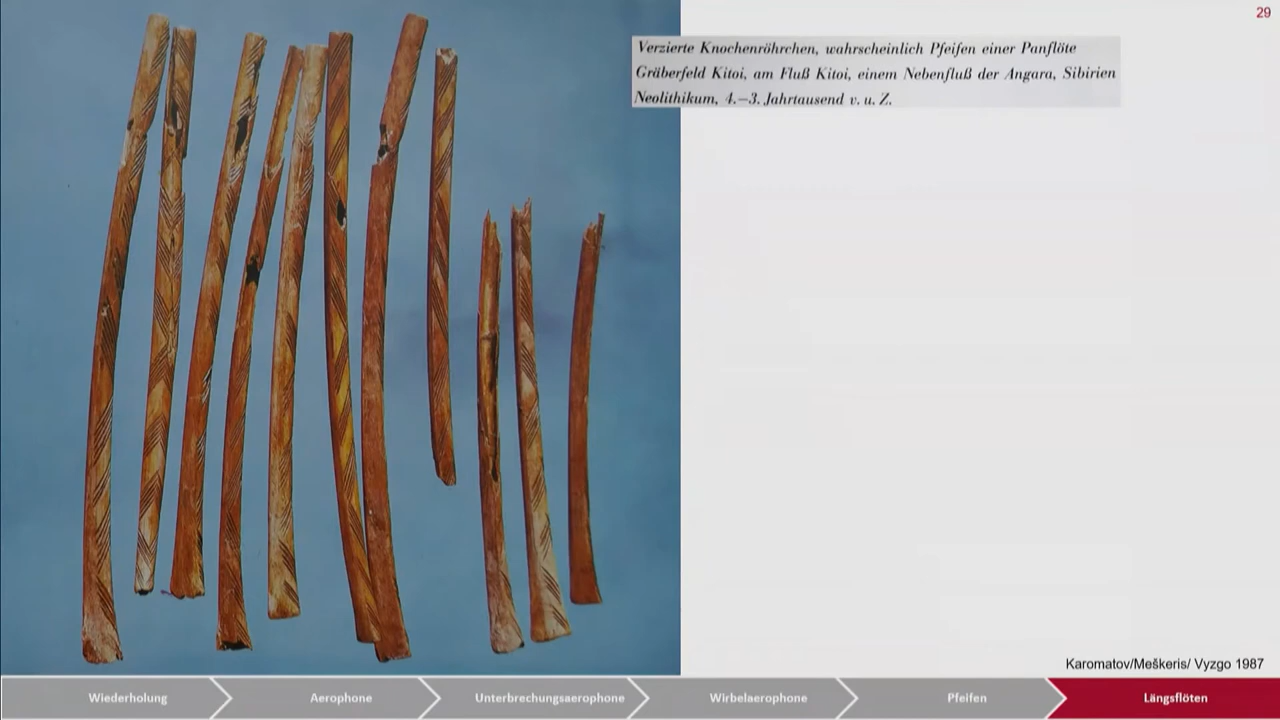 29
Verzierte Knochenröhrchen, wahrscheinlich Pfeifen einer Panflöte
Gräberfeld Kitoi, am Fluß Kitoi, einem Nebenfluß der Angara, Sibirien
Neolithikum, 4.–3. Jahrtausend v. u. Z.
Karomatov/Meškeris/ Vyzgo 1987
Wiederholung
Aerophone
Unterbrechungsaerophone
Wirbelaerophone
Pfeifen
Längsflöten